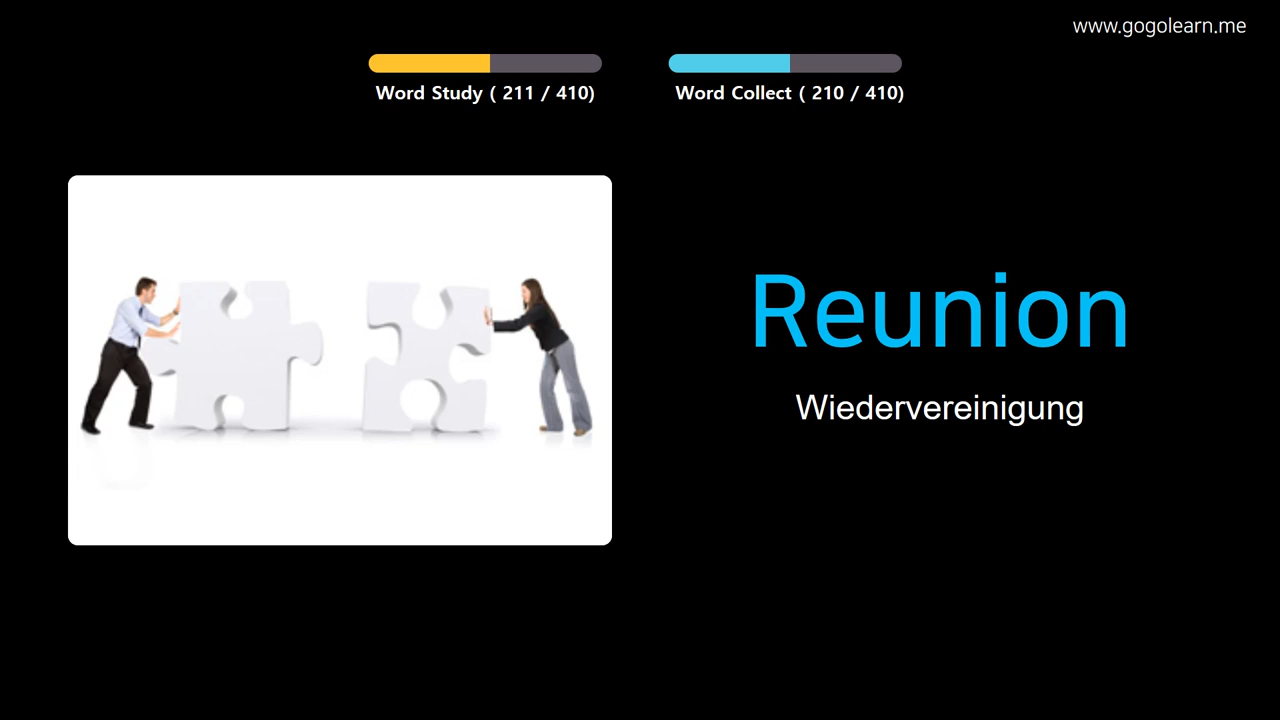 www.gogolearn.me
Word Study ( 211 / 410)
Word Collect ( 210 / 410)
Reunion
Wiedervereinigung